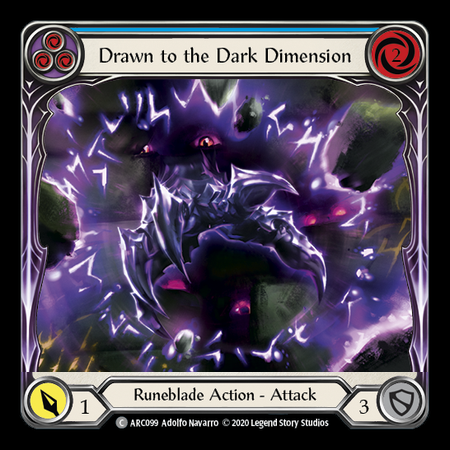 Drawn to the Dark Dimension
2
Runeblade Action - Attack
1
3
C ARC099 Adolfo Navarro © 2020 Legend Story Studios